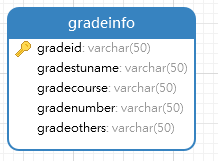 gradeinfo
gradeid: varchar(50)
gradestuname: varchar(50)
gradecourse: varchar(50)
gradenumber: varchar(50)
gradeothers: varchar(50)